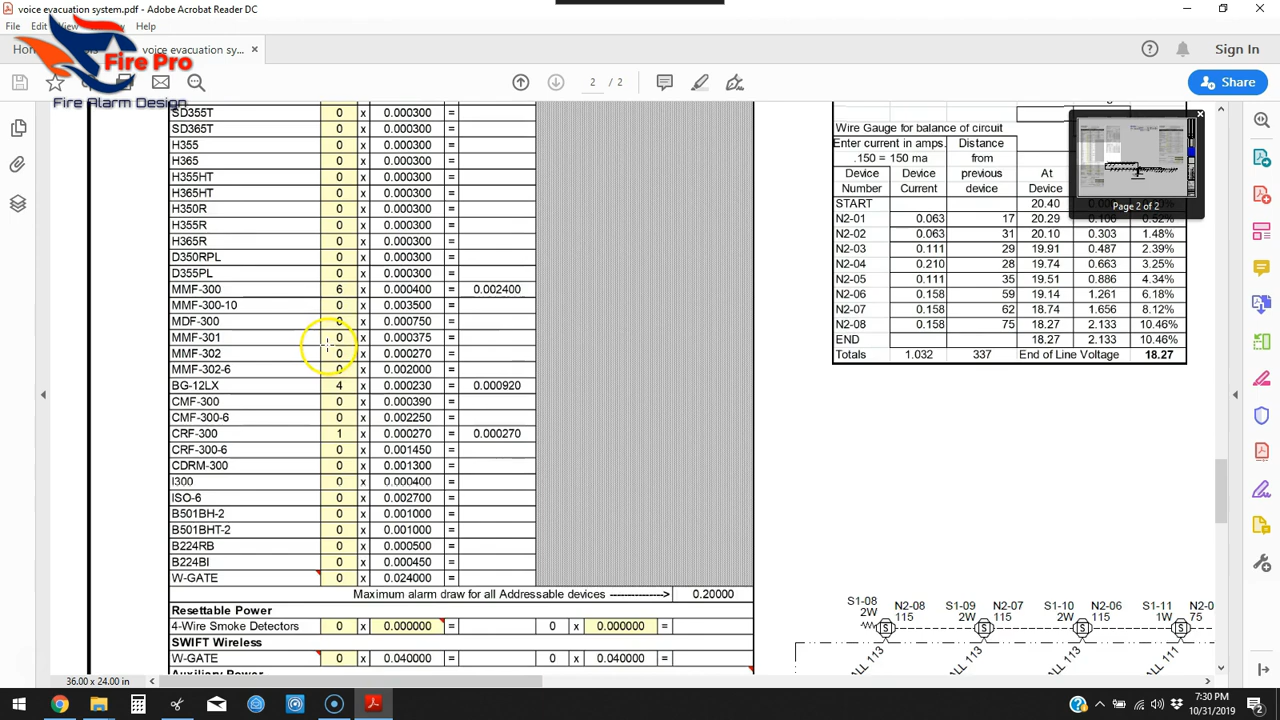 voice evacuation system.pdf - Adobe Acrobat Reader DC
File Edit Help
voice evacuation sy...
Fire Pro
Fire Alarm Design
Sign In
2 / 2
Share
SD355T 0 x 0.000300 =
SD365T 0 x 0.000300 =
H355 0 x 0.000300 =
H365 0 x 0.000300 =
H355HT 0 x 0.000300 =
H365HT 0 x 0.000300 =
H350R 0 x 0.000300 =
H355R 0 x 0.000300 =
H365R 0 x 0.000300 =
D350RPL 0 x 0.000300 =
D355PL 0 x 0.000300 =
MMF-300 6 x 0.000400 = 0.002400
MMF-300-10 0 x 0.003500 =
MDF-300 0 x 0.000750 =
MMF-301 0 x 0.000375 =
MMF-302 0 x 0.000270 =
MMF-302-6 0 x 0.002000 =
BG-12LX 4 x 0.000230 = 0.000920
CMF-300 0 x 0.000390 =
CMF-300-6 0 x 0.002250 =
CRF-300 1 x 0.000270 = 0.000270
CRF-300-6 0 x 0.001450 =
CDRM-300 0 x 0.001300 =
I300 0 x 0.000400 =
ISO-6 0 x 0.002700 =
B501BH-2 0 x 0.001000 =
B501BHT-2 0 x 0.001000 =
B224RB 0 x 0.000500 =
B224BI 0 x 0.000450 =
W-GATE 0 x 0.024000 =
Maximum alarm draw for all Addressable devices --------------> 0.20000
Resettable Power
4-Wire Smoke Detectors 0 x 0.000000 = 0 x 0.000000 =
SWIFT Wireless
W-GATE 0 x 0.040000 = 0 x 0.040000 =
Auxiliary Power
Wire Gauge for balance of circuit
Enter current in amps. Distance
.150 = 150 ma from
Device Device previous At
Number Current device Device
START 20.40
N2-01 0.063 17 20.29 0.108 0.52%
N2-02 0.063 31 20.10 0.303 1.48%
N2-03 0.111 29 19.91 0.487 2.39%
N2-04 0.210 28 19.74 0.663 3.25%
N2-05 0.111 35 19.51 0.886 4.34%
N2-06 0.158 59 19.14 1.261 6.18%
N2-07 0.158 62 18.74 1.656 8.12%
N2-08 0.158 75 18.27 2.133 10.46%
END 18.27 2.133 10.46%
Totals 1.032 337 End of Line Voltage 18.27
Page 2 of 2
S1-08 N2-08 S1-09 N2-07 S1-10 N2-06 S1-11 N2-0
2W 115 2W 115 2W 115 1W 75
S S S S
ALL 113 ALL 113 ALL 113 ALL 111
36.00 x 24.00 in
7:30 PM
10/31/2019
2